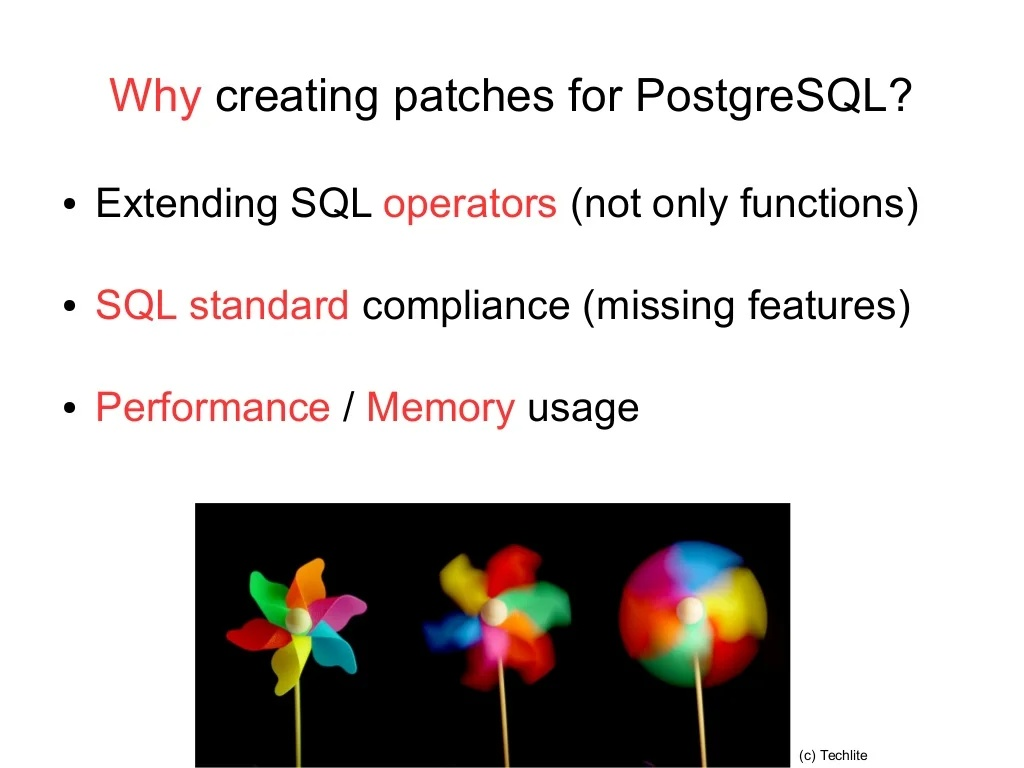 Why creating patches for PostgreSQL?
• Extending SQL operators (not only functions)
• SQL standard compliance (missing features)
• Performance / Memory usage
(c) Techlite